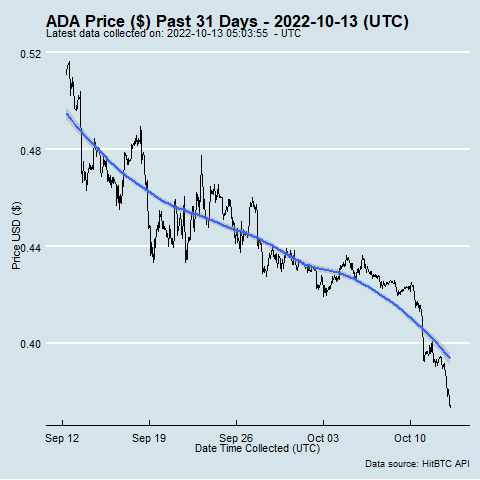 ADA Price ($) Past 31 Days - 2022-10-13 (UTC)
Latest data collected on: 2022-10-13 05:03:55  - UTC
0.52
0.48
0.44
0.40
Price USD ($)
Sep 12
Sep 19
Sep 26
Oct 03
Oct 10
Date Time Collected (UTC)
Data source: HitBTC API